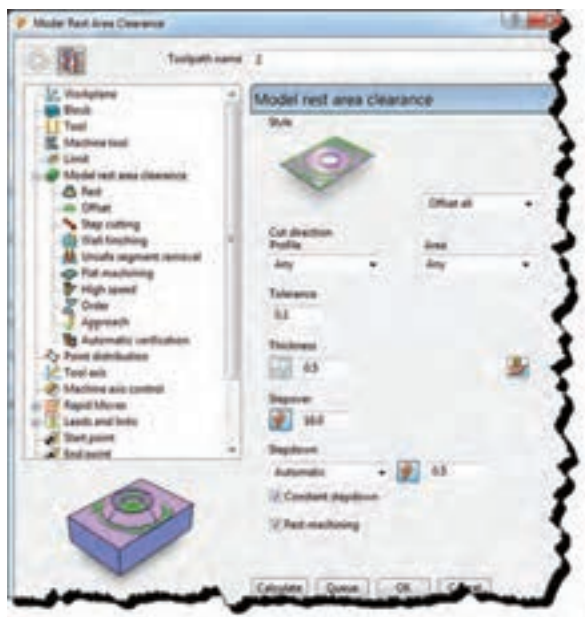 Model Rest Area Clearance
Toolpath name 2
Workplane
Block
Tool
Machine tool
Limit
Model rest area clearance
Rest
Offset
Step cutting
Wall finishing
Unsafe segment removal
Flat machining
High speed
Order
Approach
Automatic verification
Point distribution
Tool axis
Machine axis control
Rapid Moves
Leads and links
Start point
End point
Model rest area clearance
Style
Offset all
Cut direction
Profile Area
Any Any
Tolerance
Thickness
0.5
Stepover
10.0
Stepdown
Automatic 0.5
Constant stepdown
Rest machining
Calculate Queue OK Cancel